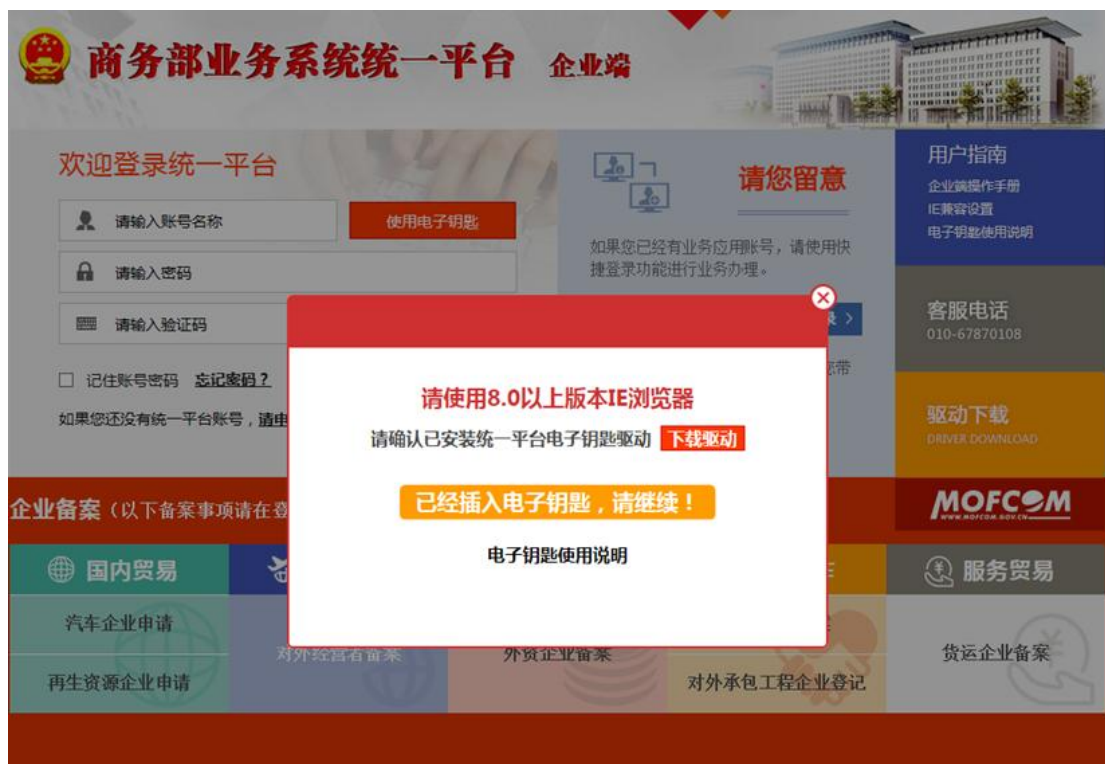 商务部业务系统统一平台 企业端
欢迎登录统一平台
请输入账号名称
使用电子钥匙
请输入密码
请输入验证码
记住账号密码 忘记密码？
如果您还没有统一平台账号，请申
请您留意
如果您已经有业务应用账号，请使用快
捷登录功能进行业务办理。
用户指南
企业端操作手册
IE兼容设置
电子钥匙使用说明
客服电话
010-67870108
驱动下载
DRIVER DOWNLOAD
请使用8.0以上版本IE浏览器
请确认已安装统一平台电子钥匙驱动 下载驱动
已经插入电子钥匙，请继续！
电子钥匙使用说明
企业备案（以下备案事项请在登
MOFCOM
WWW.MOFCOM.GOV.CN
国内贸易
服务贸易
汽车企业申请
再生资源企业申请
对外经营者备案
外资企业备案
对外承包工程企业登记
货运企业备案